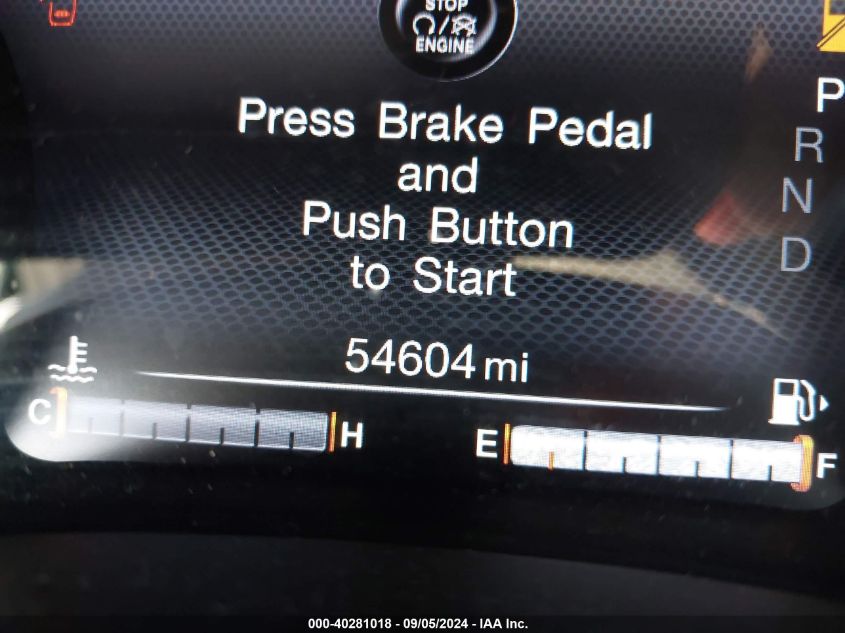 STOP
ENGINE
Press Brake Pedal
and
Push Button
to Start
P
R
N
D
54604 mi
C H
E F
000-40281018 - 09/05/2024 - IAA Inc.